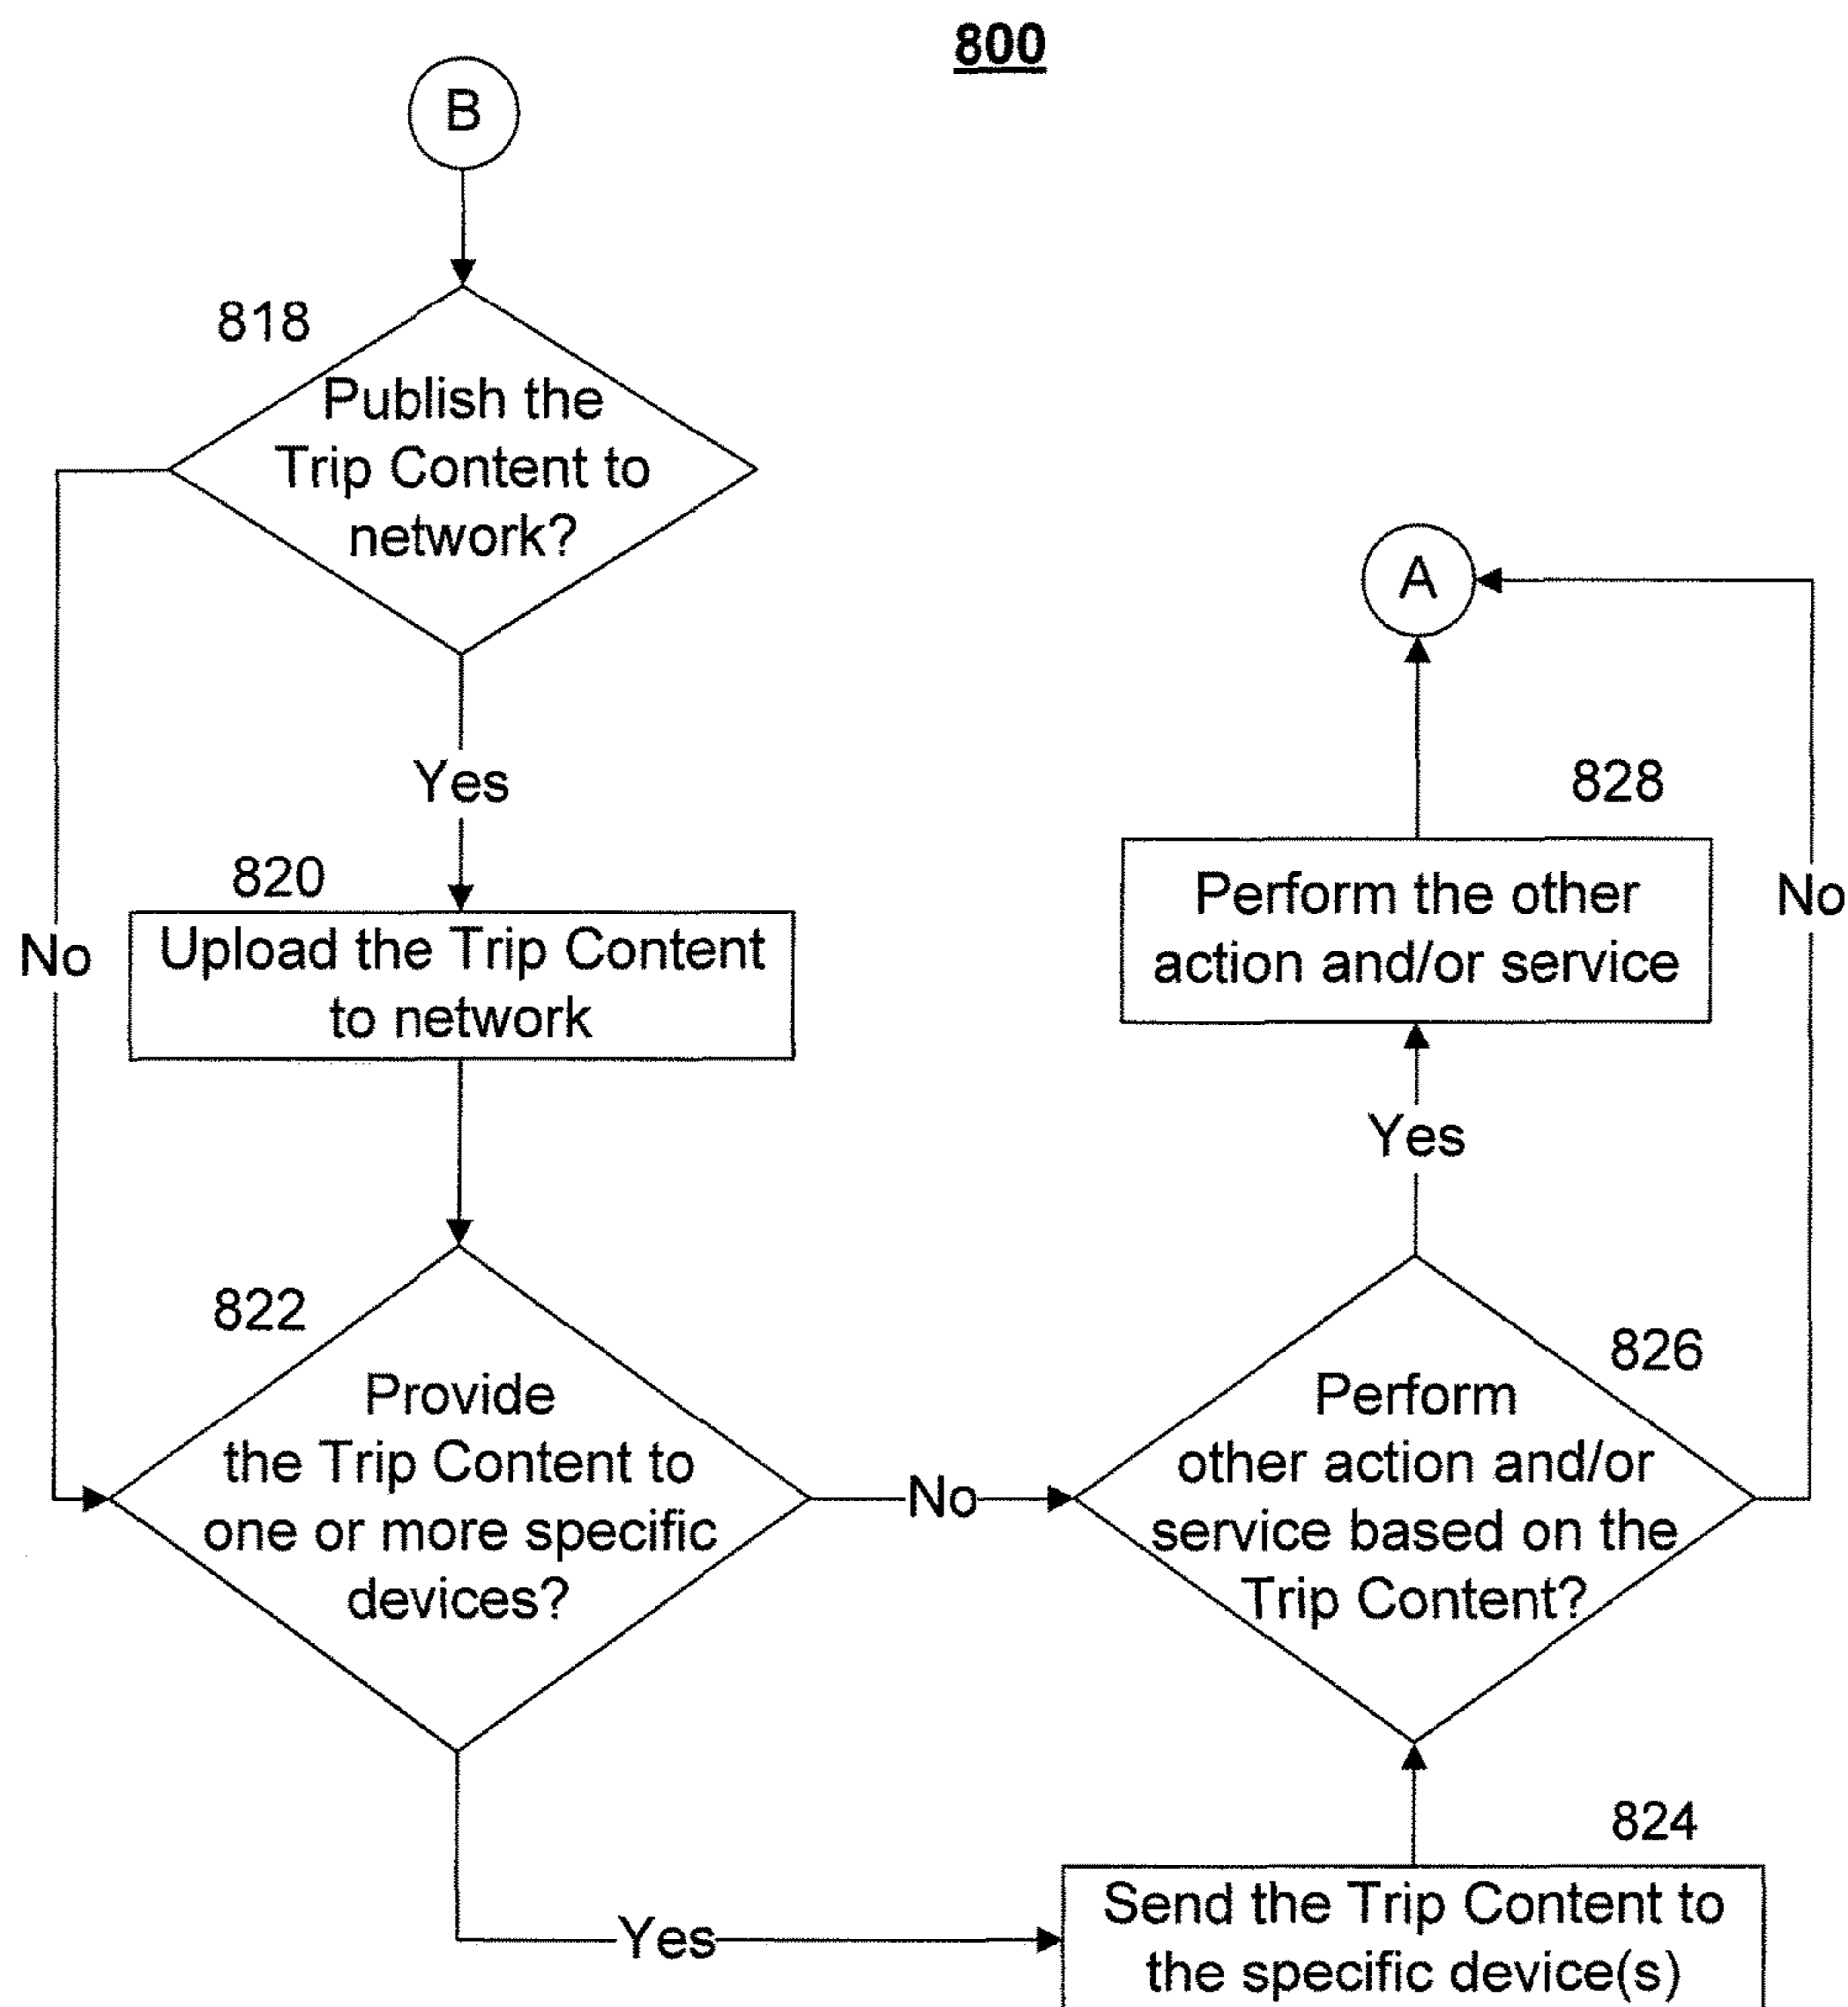 800
B
818
Publish the
Trip Content to
network?
Yes
No
820
Upload the Trip Content
to network
822
Provide
the Trip Content to
one or more specific
devices?
No
Yes
824
Send the Trip Content to
the specific device(s)
826
Perform
other action and/or
service based on the
Trip Content?
Yes
No
828
Perform the other
action and/or service
A